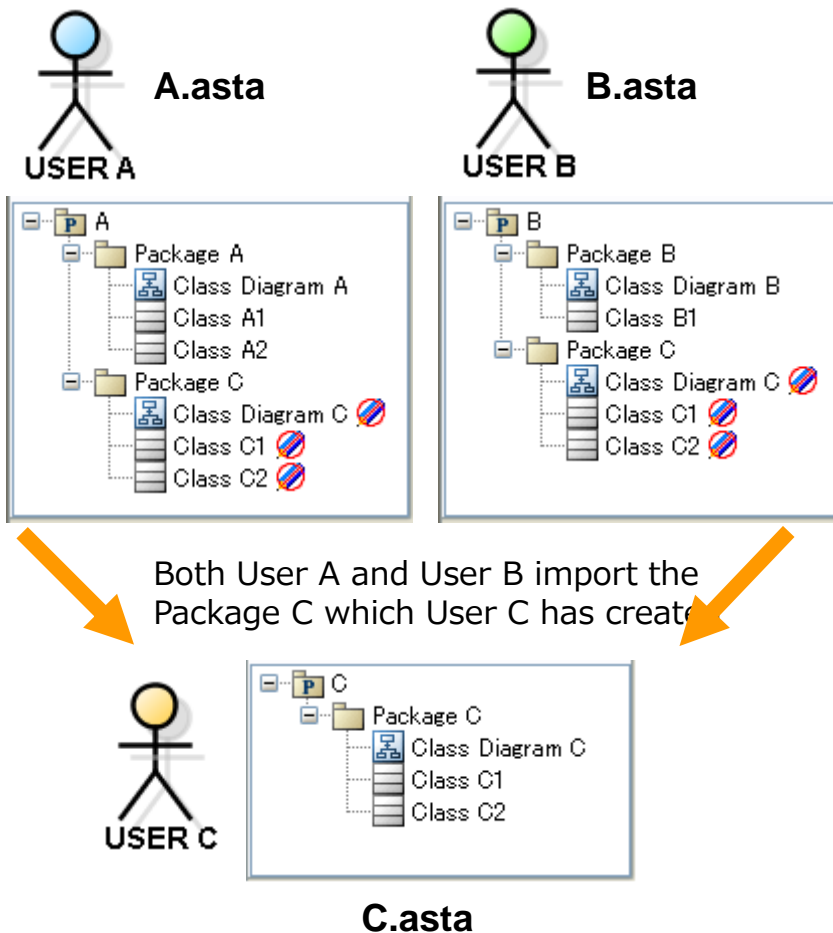 A.asta
USER A
B.asta
USER B
A
Package A
Class Diagram A
Class A1
Class A2
Package C
Class Diagram C
Class C1
Class C2
B
Package B
Class Diagram B
Class B1
Package C
Class Diagram C
Class C1
Class C2
Both User A and User B import the
Package C which User C has create
C
Package C
Class Diagram C
Class C1
Class C2
USER C
C.asta